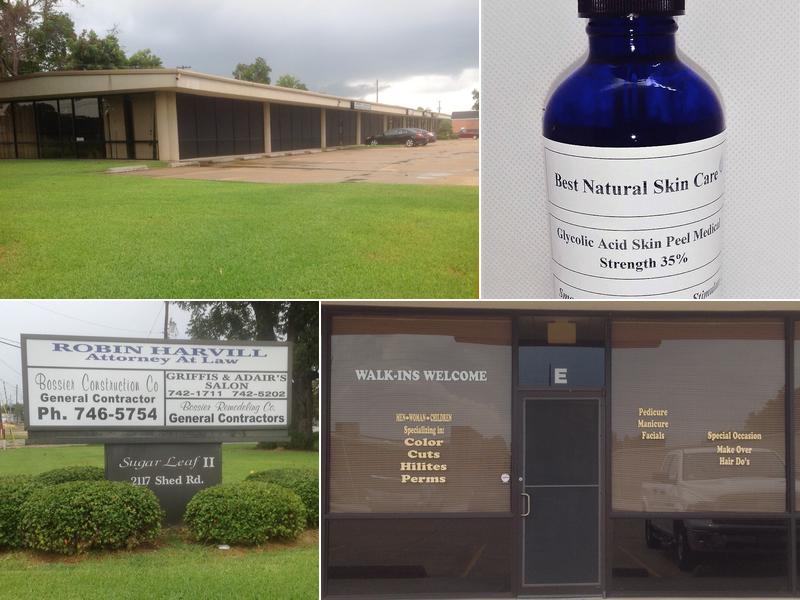 Best Natural Skin Care
Glycolic Acid Skin Peel Medical
Strength 35%
ROBIN HARVILL
Attorney At Law
Bossier Construction Co
General Contractor
Ph. 746-5754
GRIFFIS & ADAIR'S
SALON
742-1711 742-5202
Bossier Remodeling Co.
General Contractors
Sugar Leaf II
2117 Shed Rd.
WALK-INS WELCOME
MEN•WOMAN•CHILDREN
Specializing in:
Color
Cuts
Hilites
Perms
E
Pedicure
Manicure
Facials
Special Occasion
Make Over
Hair Do's